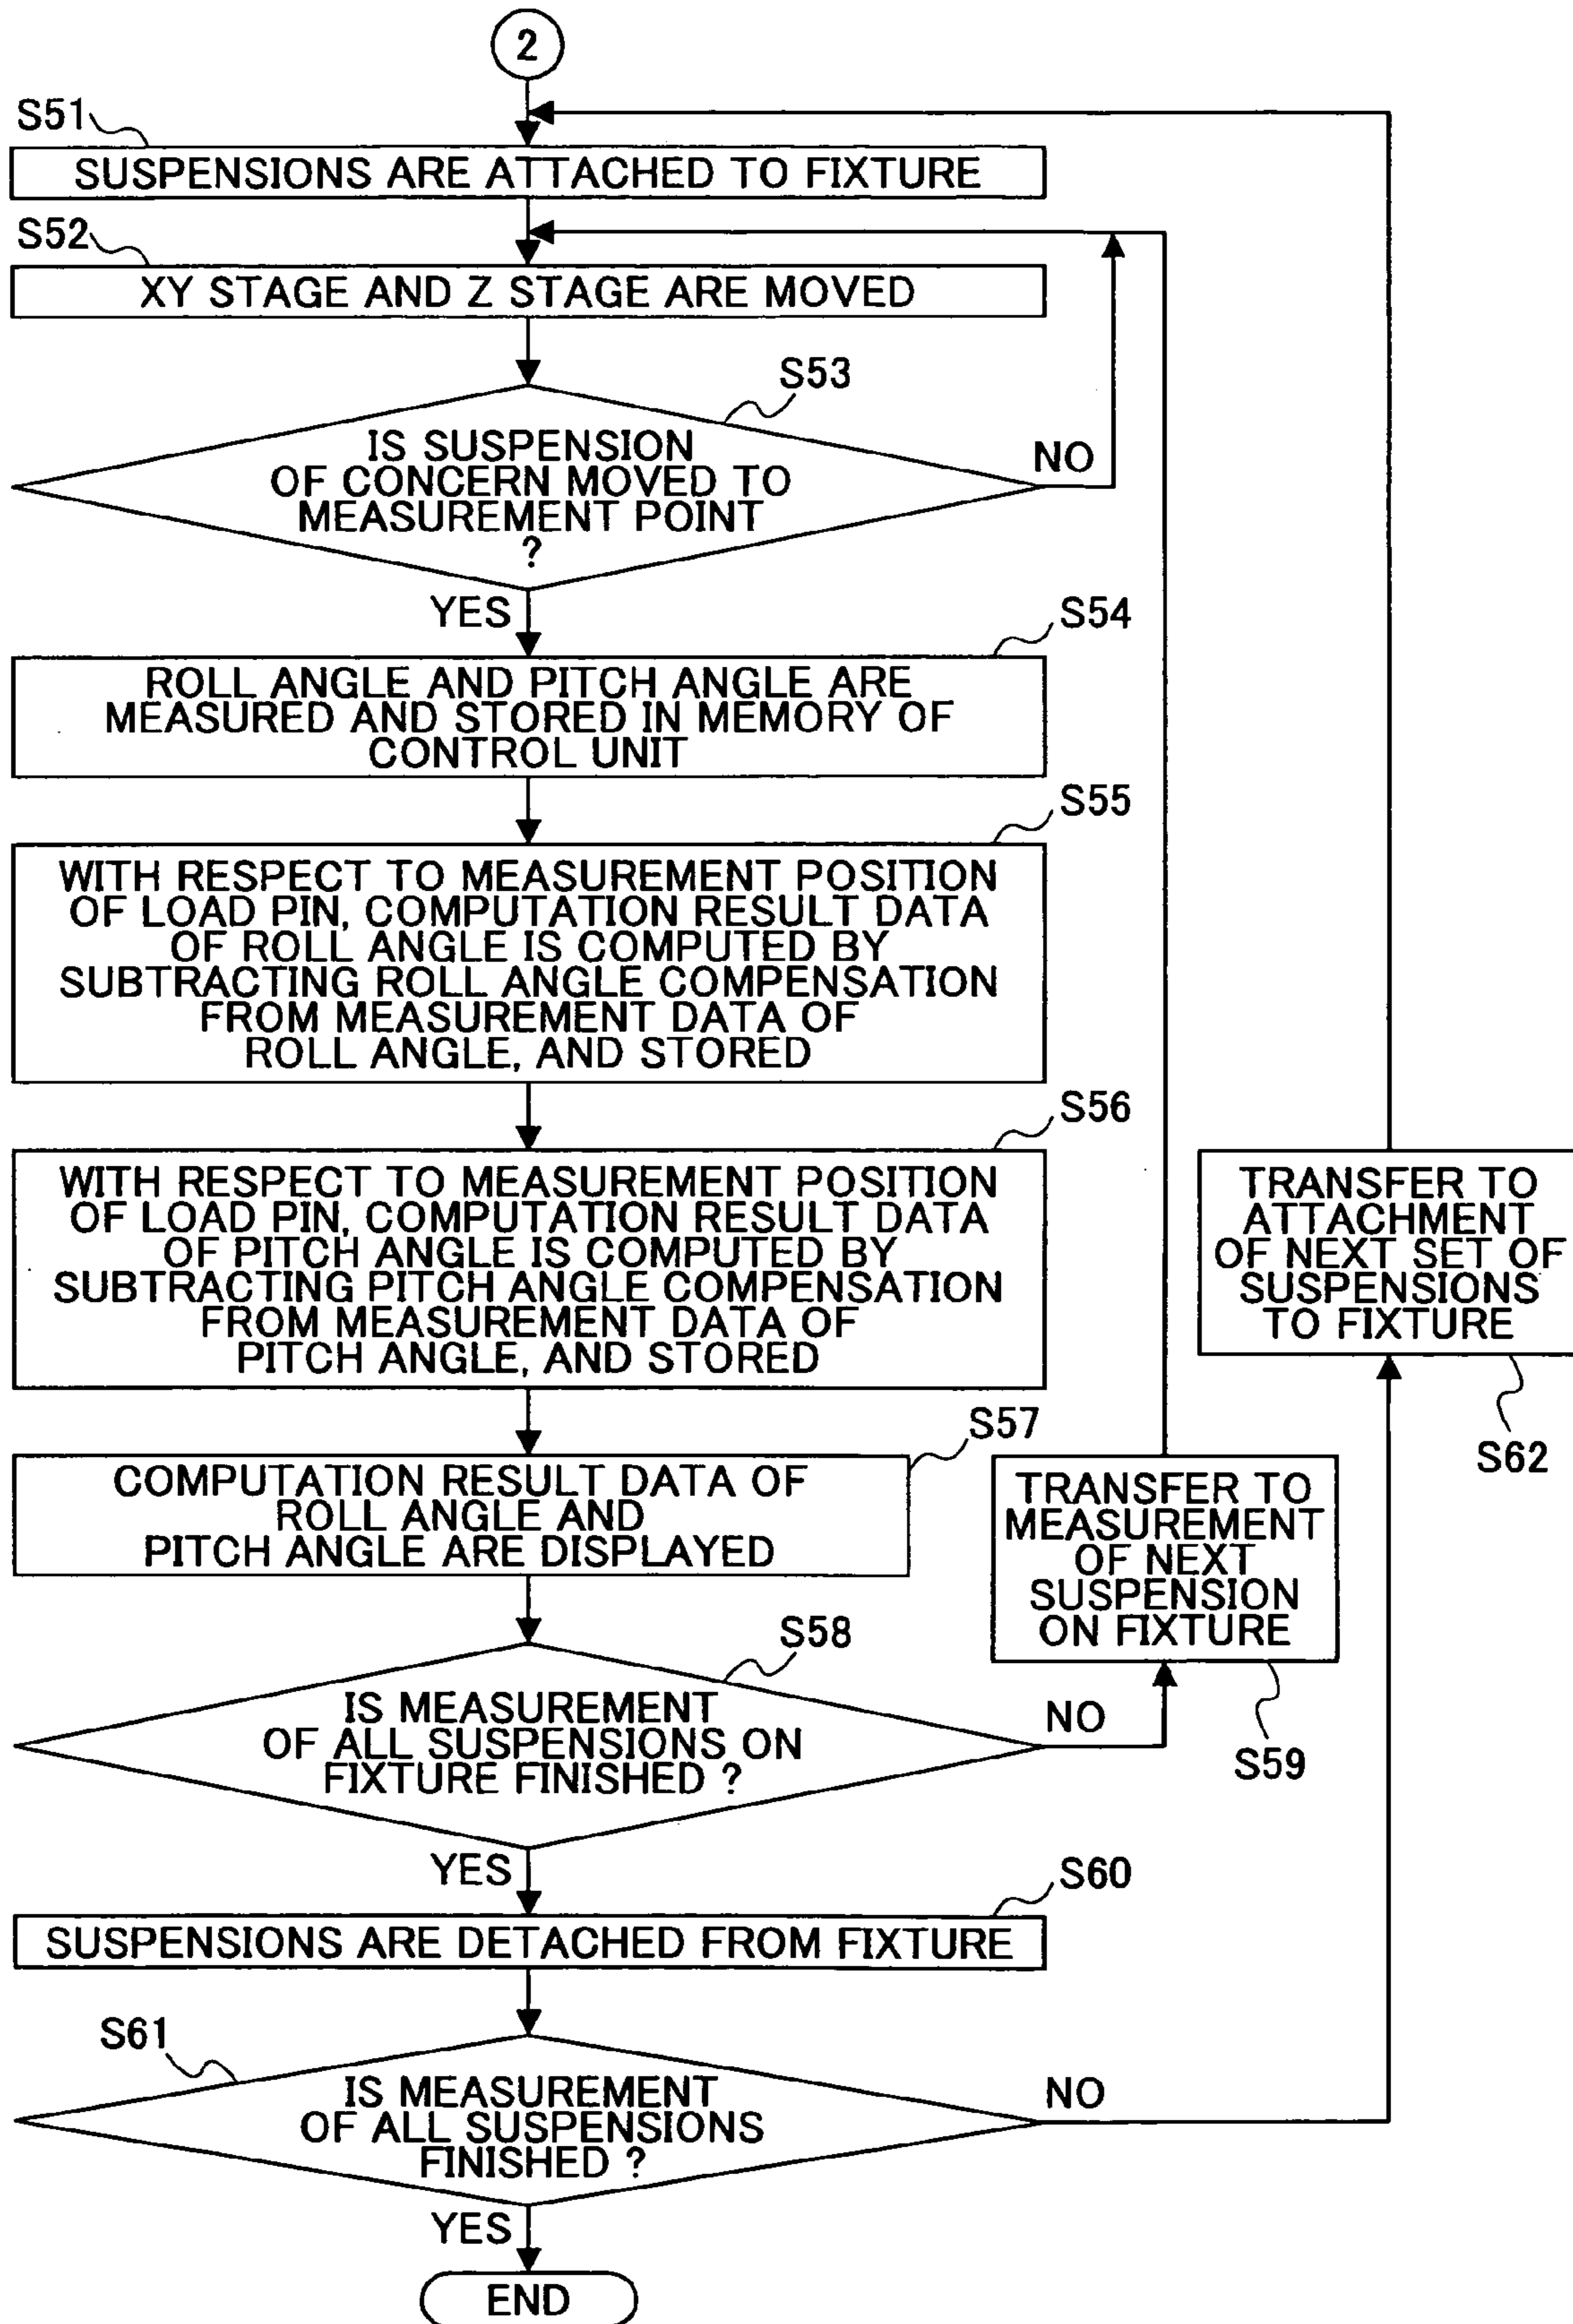 2
S51
SUSPENSIONS ARE ATTACHED TO FIXTURE
S52
XY STAGE AND Z STAGE ARE MOVED
S53
IS SUSPENSION
OF CONCERN MOVED TO
MEASUREMENT POINT
?
NO
YES
S54
ROLL ANGLE AND PITCH ANGLE ARE
MEASURED AND STORED IN MEMORY OF
CONTROL UNIT
S55
WITH RESPECT TO MEASUREMENT POSITION
OF LOAD PIN, COMPUTATION RESULT DATA
OF ROLL ANGLE IS COMPUTED BY
SUBTRACTING ROLL ANGLE COMPENSATION
FROM MEASUREMENT DATA OF
ROLL ANGLE, AND STORED
S56
WITH RESPECT TO MEASUREMENT POSITION
OF LOAD PIN, COMPUTATION RESULT DATA
OF PITCH ANGLE IS COMPUTED BY
SUBTRACTING PITCH ANGLE COMPENSATION
FROM MEASUREMENT DATA OF
PITCH ANGLE, AND STORED
S57
COMPUTATION RESULT DATA OF
ROLL ANGLE AND
PITCH ANGLE ARE DISPLAYED
S58
IS MEASUREMENT
OF ALL SUSPENSIONS ON
FIXTURE FINISHED ?
NO
YES
TRANSFER TO
MEASUREMENT
OF NEXT
SUSPENSION
ON FIXTURE
S59
S60
SUSPENSIONS ARE DETACHED FROM FIXTURE
S61
IS MEASUREMENT
OF ALL SUSPENSIONS
FINISHED ?
NO
YES
TRANSFER TO
ATTACHMENT
OF NEXT SET OF
SUSPENSIONS
TO FIXTURE
S62
END